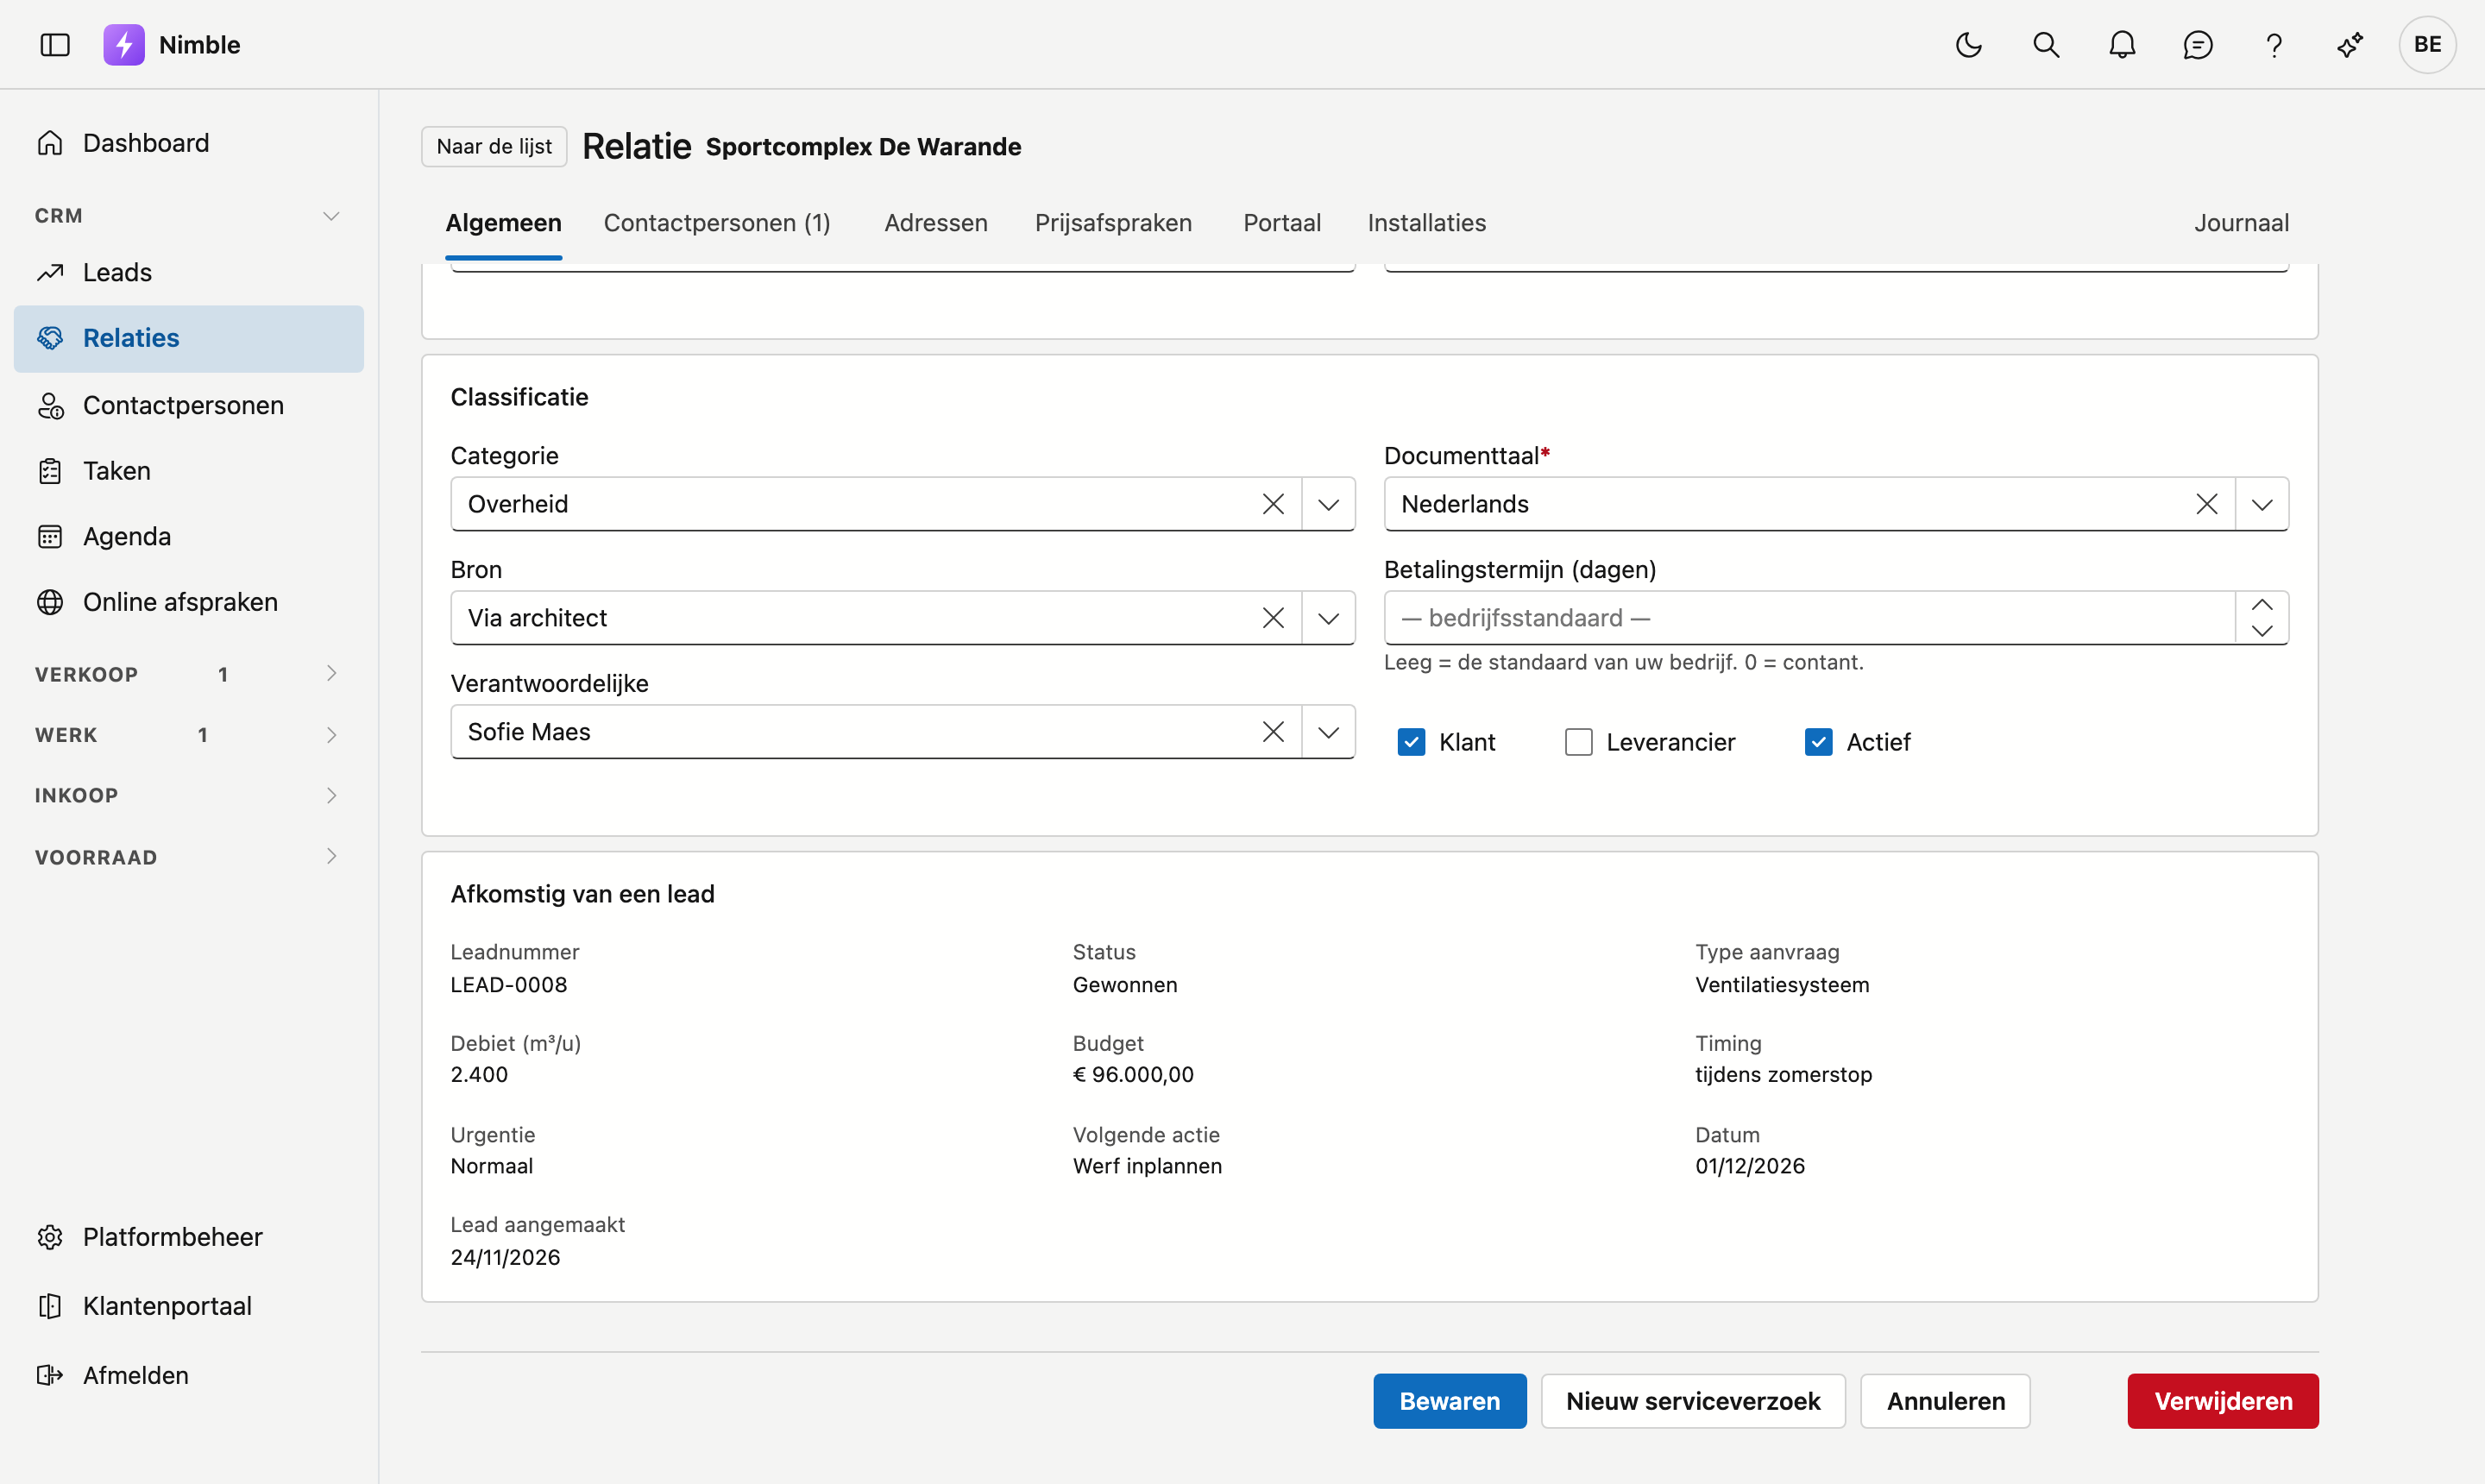 Nimble
BE
Dashboard
CRM
Leads
Relaties
Contactpersonen
Taken
Agenda
Online afspraken
VERKOOP 1
WERK 1
INKOOP
VOORRAAD
Platformbeheer
Klantenportaal
Afmelden
Naar de lijst Relatie Sportcomplex De Warande
Algemeen Contactpersonen (1) Adressen Prijsafspraken Portaal Installaties Journaal
Classificatie
Categorie
Overheid
Documenttaal*
Nederlands
Bron
Via architect
Betalingstermijn (dagen)
— bedrijfsstandaard —
Leeg = de standaard van uw bedrijf. 0 = contant.
Verantwoordelijke
Sofie Maes
Klant Leverancier Actief
Afkomstig van een lead
Leadnummer
LEAD-0008
Status
Gewonnen
Type aanvraag
Ventilatiesysteem
Debiet (m³/u)
2.400
Budget
€ 96.000,00
Timing
tijdens zomerstop
Urgentie
Normaal
Volgende actie
Werf inplannen
Datum
01/12/2026
Lead aangemaakt
24/11/2026
Bewaren Nieuw serviceverzoek Annuleren Verwijderen